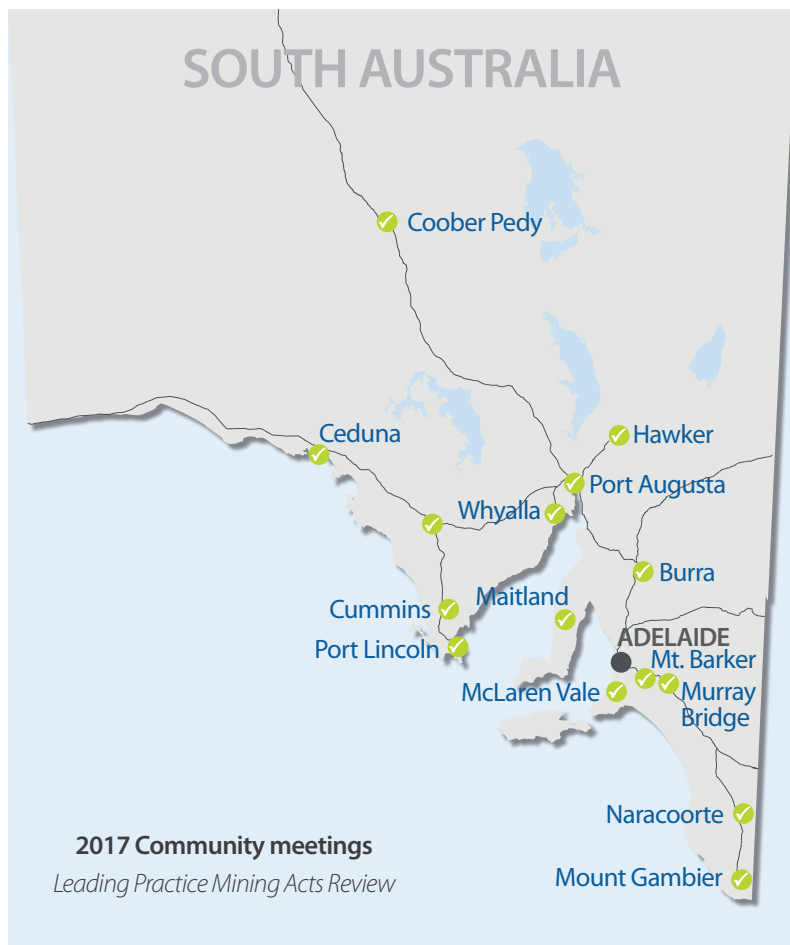 SOUTH AUSTRALIA
Coober Pedy
Ceduna
Hawker
Port Augusta
Whyalla
Burra
Maitland
Cummins
ADELAIDE
Port Lincoln
Mt. Barker
McLaren Vale
Murray
Bridge
Naracoorte
2017 Community meetings
Leading Practice Mining Acts Review
Mount Gambier